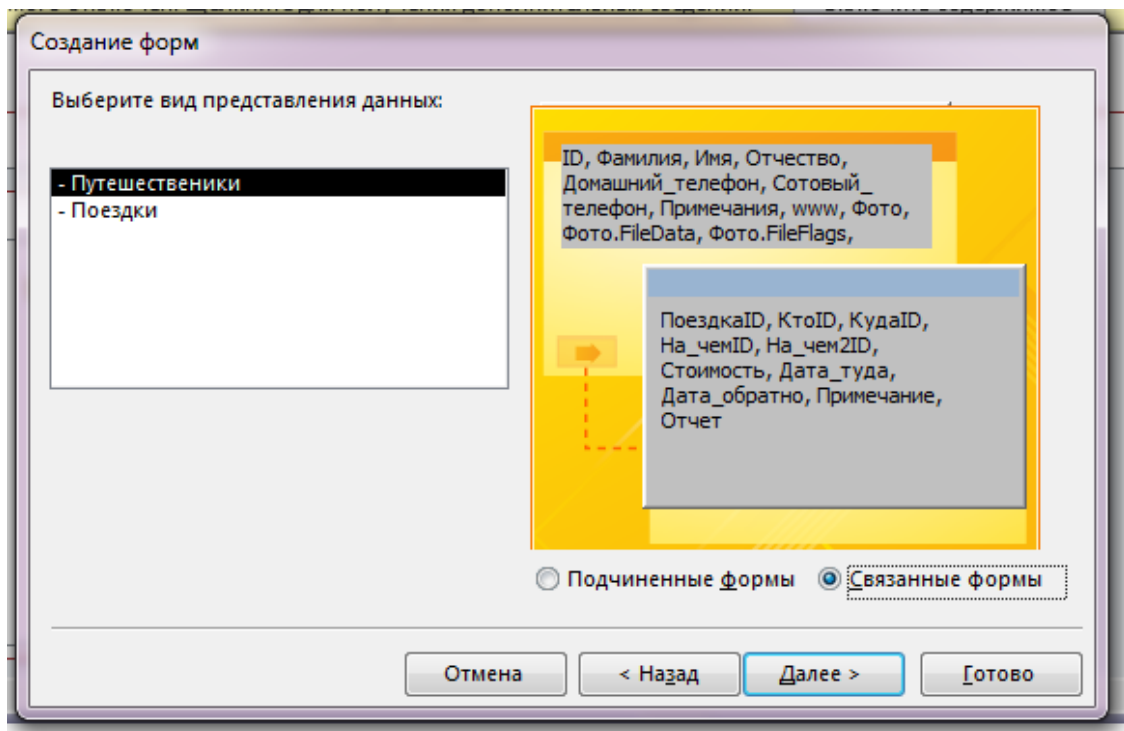 Создание форм
Выберите вид представления данных:
- Путешественики
- Поездки
ID, Фамилия, Имя, Отчество,
Домашний_телефон, Сотовый_
телефон, Примечания, www, Фото,
Фото.FileData, Фото.FileFlags,
ПоездкаID, КтоID, КудаID,
На_чемID, На_чем2ID,
Стоимость, Дата_туда,
Дата_обратно, Примечание,
Отчет
Подчиненные формы Связанные формы
Отмена < Назад Далее > Готово